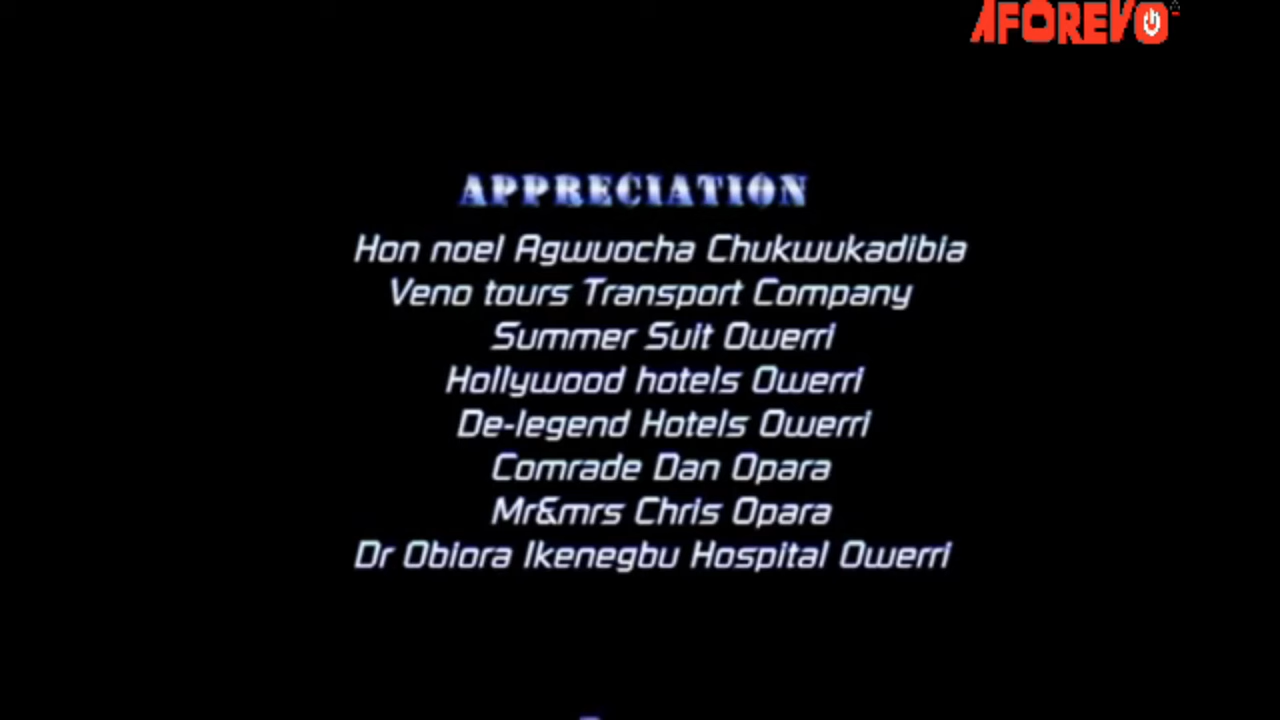 AFOREVO
APPRECIATION
Hon noel Agwuocha Chukwukadibia
Veno tours Transport Company
Summer Suit Owerri
Hollywood hotels Owerri
De-legend Hotels Owerri
Comrade Dan Opara
Mr&mrs Chris Opara
Dr Obiora Ikenegbu Hospital Owerri